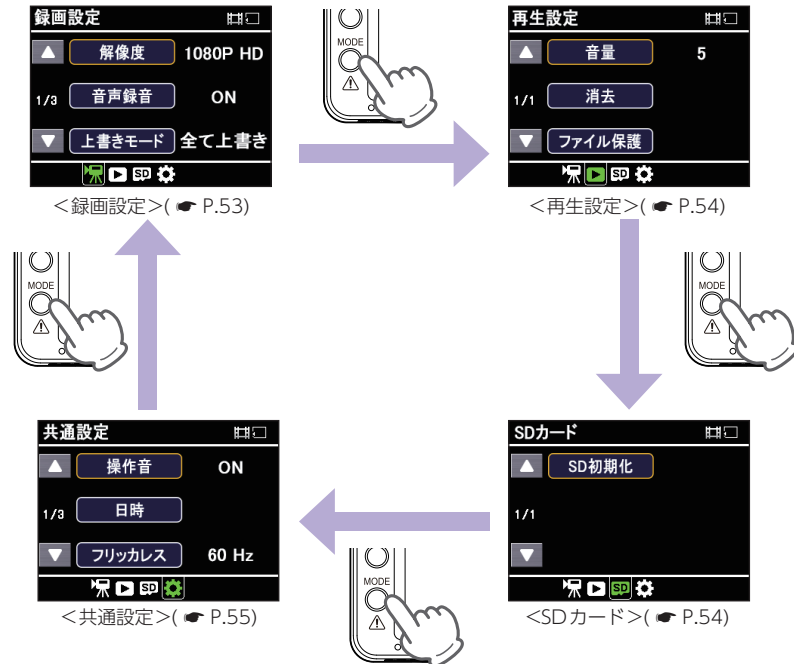 録画設定
解像度 1080P HD
1/3 音声録音 ON
上書きモード 全て上書き
SD
<録画設定>(☛ P.53)
MODE
再生設定
音量 5
1/1 消去
ファイル保護
SD
<再生設定>(☛ P.54)
MODE
MODE
共通設定
操作音 ON
1/3 日時
フリッカレス 60 Hz
SD
<共通設定>(☛ P.55)
MODE
SDカード
SD初期化
1/1
SD
<SDカード>(☛ P.54)